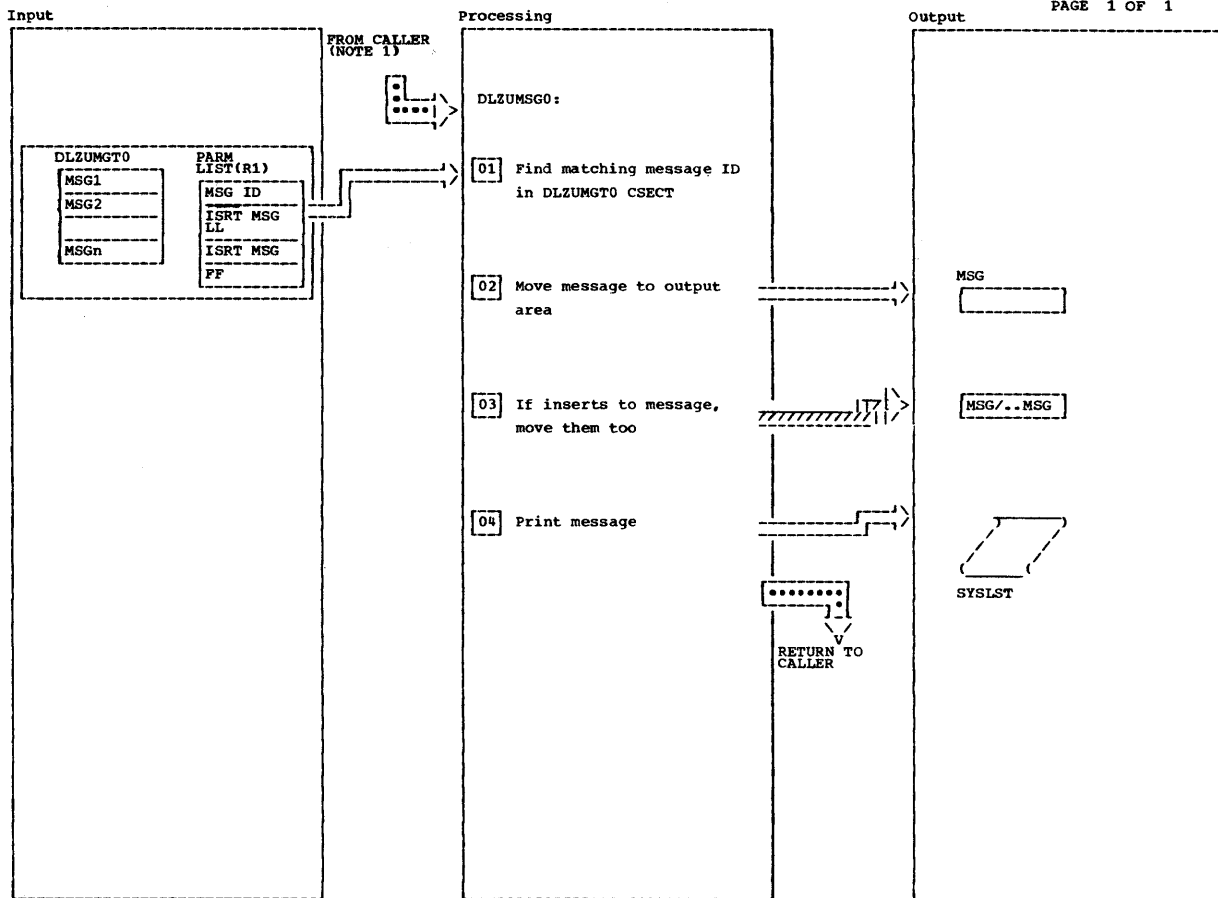 PAGE 1 OF 1
Input
Processing
Output
FROM CALLER
(NOTE 1)
DLZUMSG0:
DLZUMGT0
MSG1
MSG2
MSGn
PARM
LIST(R1)
MSG ID
ISRT MSG
LL
ISRT MSG
FF
01 Find matching message ID
in DLZUMGT0 CSECT
02 Move message to output
area
MSG
03 If inserts to message,
move them too
MSG/..MSG
04 Print message
SYSLST
RETURN TO
CALLER